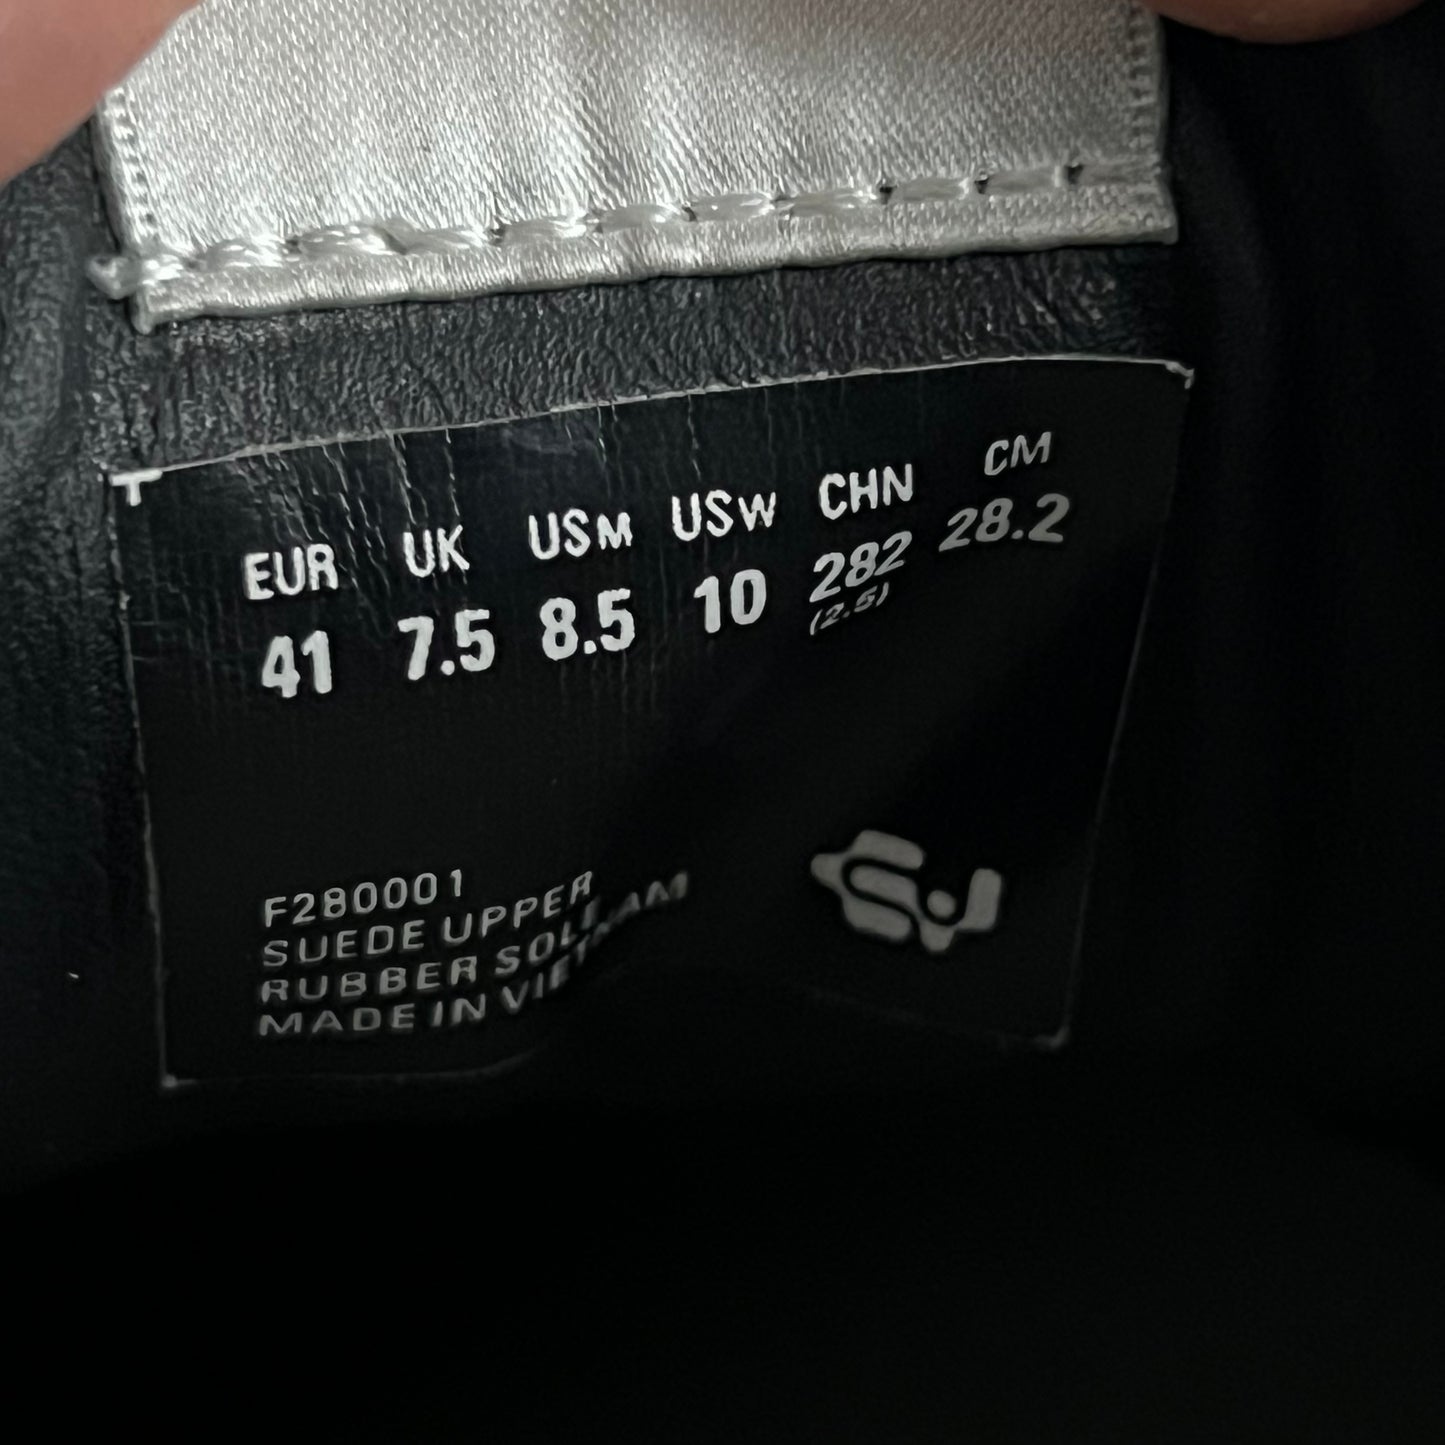 EUR UK USM USW CHN CM
41 7.5 8.5 10 282 28.2
(2.5)
F280001
SUEDE UPPER
RUBBER SOLE
MADE IN VIETNAM